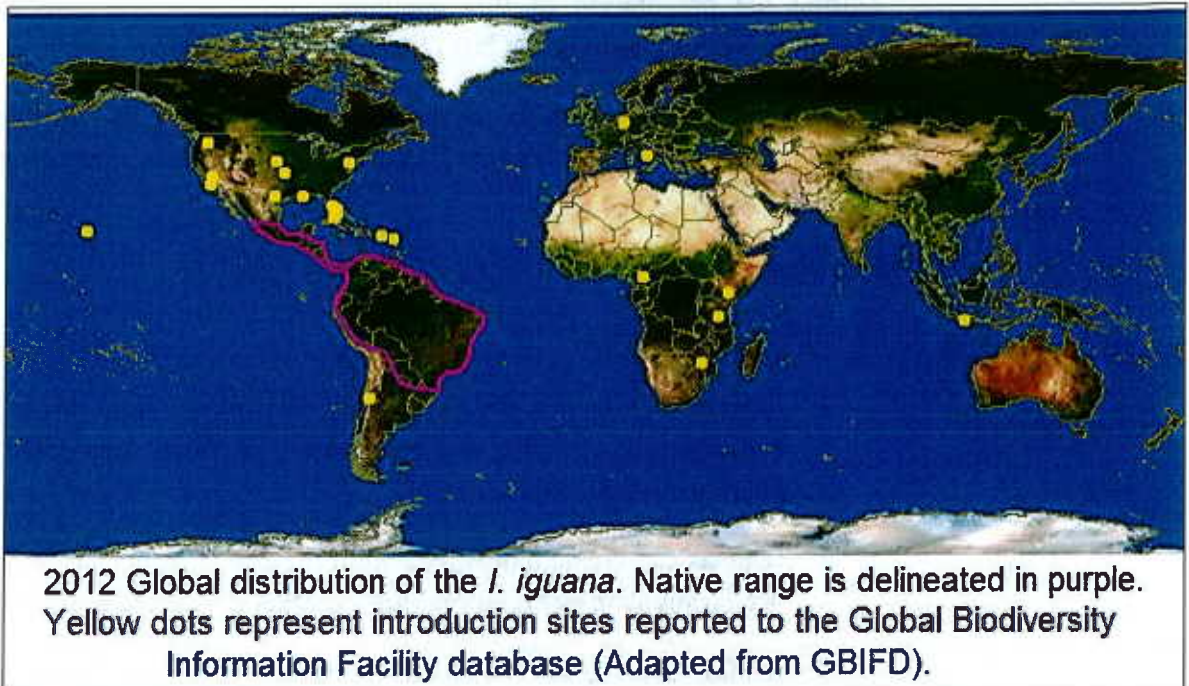 2012 Global distribution of the I. iguana. Native range is delineated in purple.
Yellow dots represent introduction sites reported to the Global Biodiversity
Information Facility database (Adapted from GBIFD).